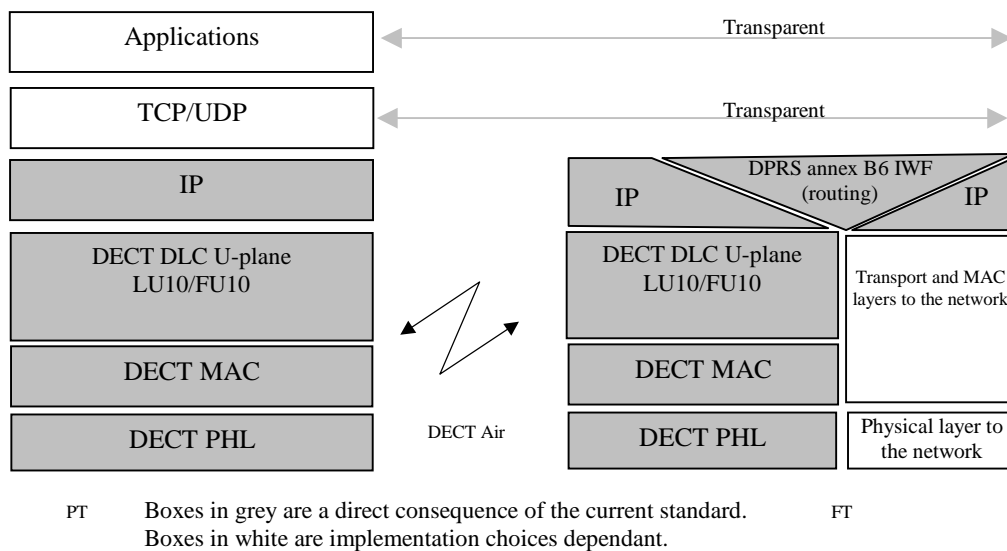 Applications
Transparent
TCP/UDP
Transparent
IP
IP
DPRS annex B6 IWF
(routing)
IP
DECT DLC U-plane
LU10/FU10
DECT DLC U-plane
LU10/FU10
Transport and MAC
layers to the network
DECT MAC
DECT MAC
DECT PHL
DECT Air
DECT PHL
Physical layer to
the network
PT Boxes in grey are a direct consequence of the current standard. FT
Boxes in white are implementation choices dependant.